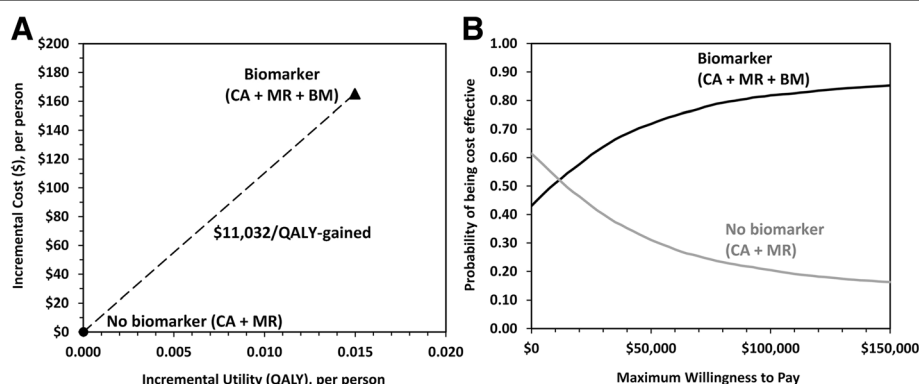 A
$200
$180
$160
$140
$120
$100
$80
$60
$40
$20
$0
Incremental Cost ($), per person
Biomarker
(CA + MR + BM)
$11,032/QALY-gained
No biomarker (CA + MR)
0.000 0.005 0.010 0.015 0.020
Incremental Utility (QALY), per person
B
1.00
0.90
0.80
0.70
0.60
0.50
0.40
0.30
0.20
0.10
0.00
Probability of being cost effective
Biomarker
(CA + MR + BM)
No biomarker
(CA + MR)
$0 $50,000 $100,000 $150,000
Maximum Willingness to Pay